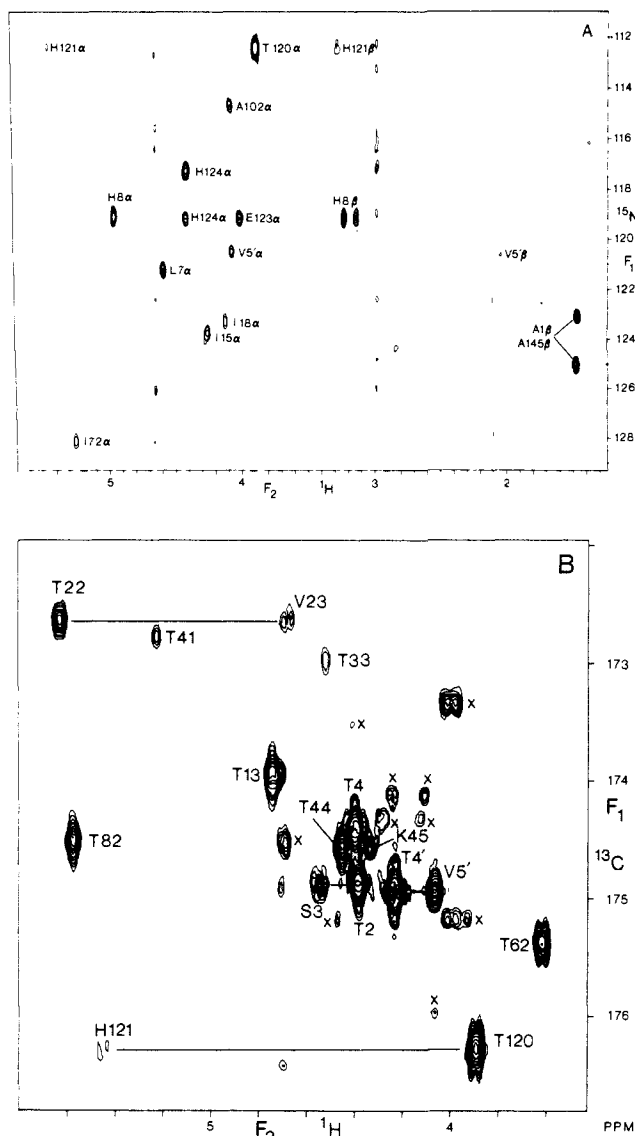 A
H121α
T120α
H121β
112
114
A102α
116
H124α
H8α
H8β
118
H124α
E123α
¹⁵N
V5'α
V5'β
120
F₁
L7α
122
I18α
I15α
A1β
A145β
124
126
I72α
128
5
4
3
2
F₂
¹H
B
T22
V23
T41
T33
173
x
x
T13
T4
x
x
174
T44
x
x
F₁
T82
x
K45
T4'
¹³C
V5'
S3
175
x
T2
x
T62
x
176
H121
T120
5
4
F₂
¹H
PPM